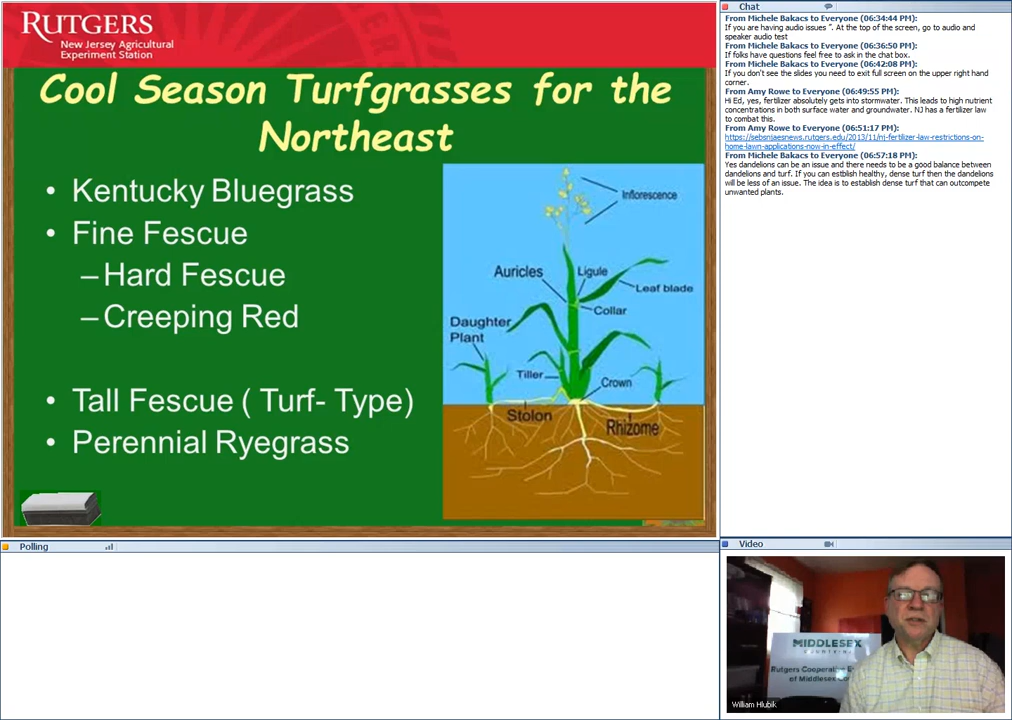 RUTGERS
New Jersey Agricultural
Experiment Station
Cool Season Turfgrasses for the
Northeast
• Kentucky Bluegrass
• Fine Fescue
–Hard Fescue
–Creeping Red
• Tall Fescue ( Turf- Type)
• Perennial Ryegrass
Inflorescence
Auricles
Ligule
Leaf blade
Collar
Daughter
Plant
Tiller
Crown
Stolon
Rhizome
Chat
From Michele Bakacs to Everyone (06:34:44 PM):
If you are having audio issues ". At the top of the screen, go to audio and
speaker audio test
From Michele Bakacs to Everyone (06:36:50 PM):
If folks have questions feel free to ask in the chat box.
From Michele Bakacs to Everyone (06:42:08 PM):
If you don't see the slides you need to exit full screen on the upper right hand
corner.
From Amy Rowe to Everyone (06:49:55 PM):
Hi Ed, yes, fertilizer absolutely gets into stormwater. This leads to high nutrient
concentrations in both surface water and groundwater. NJ has a fertilizer law
to combat this.
From Amy Rowe to Everyone (06:51:17 PM):
https://sebsnjaesnews.rutgers.edu/2013/11/nj-fertilizer-law-restrictions-on-
home-lawn-applications-now-in-effect/
From Michele Bakacs to Everyone (06:57:18 PM):
Yes dandelions can be an issue and there needs to be a good balance between
dandelions and turf. If you can estblish healthy, dense turf then the dandelions
will be less of an issue. The idea is to establish dense turf that can outcompete
unwanted plants.
Polling
Video
MIDDLESEX
Rutgers Cooperative
of Middlesex
William Hlubik